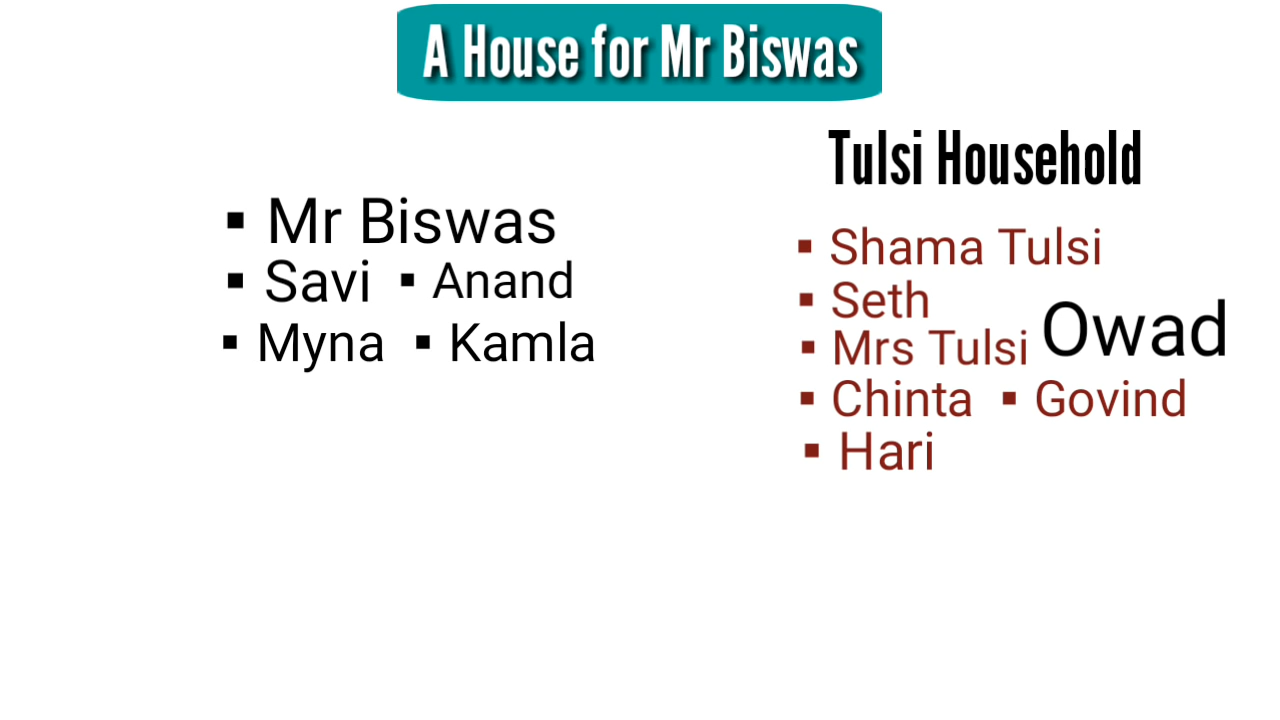 A House for Mr Biswas
▪ Mr Biswas
▪ Savi ▪ Anand
▪ Myna ▪ Kamla
Tulsi Household
▪ Shama Tulsi
▪ Seth
▪ Mrs Tulsi Owad
▪ Chinta ▪ Govind
▪ Hari